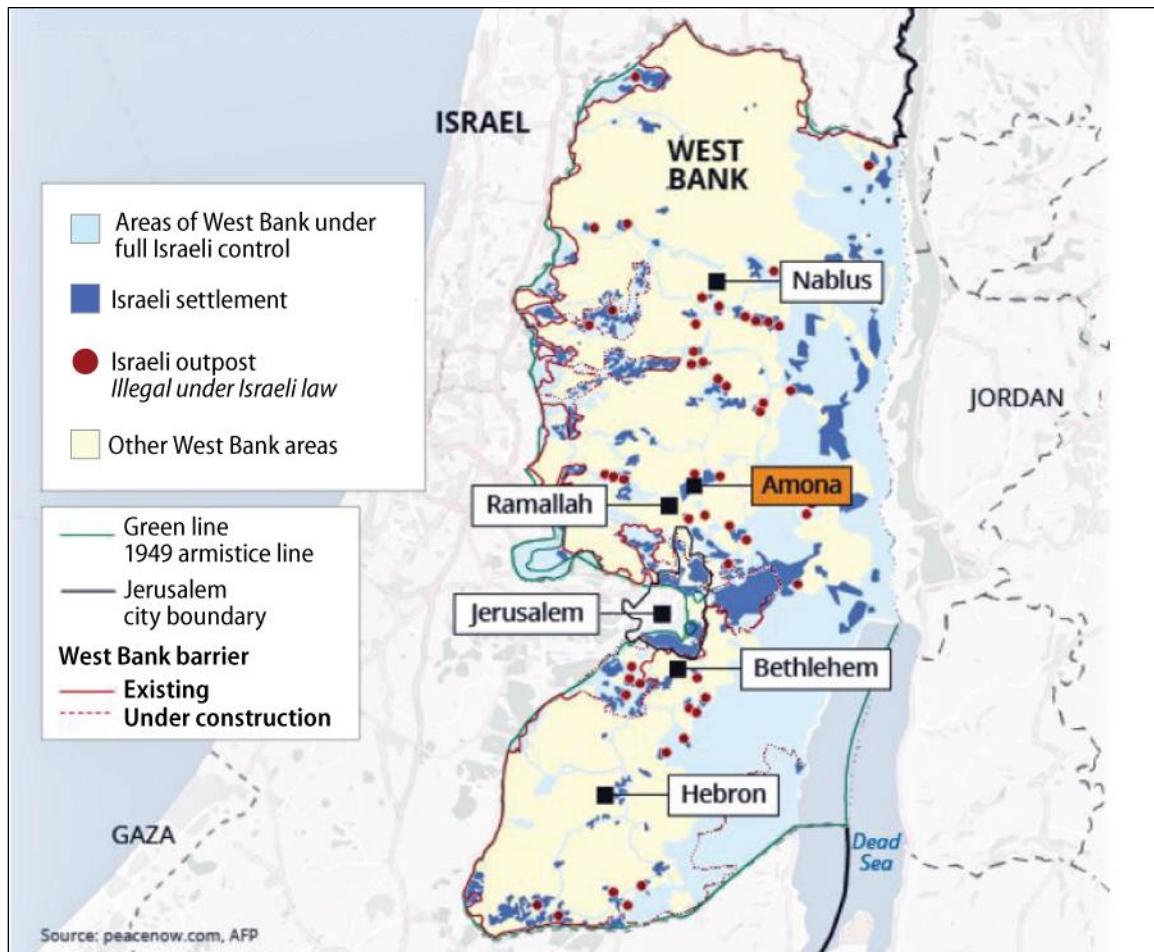 ISRAEL
WEST
BANK
Areas of West Bank under
full Israeli control
Israeli settlement
Israeli outpost
Illegal under Israeli law
Other West Bank areas
Green line
1949 armistice line
Jerusalem
city boundary
West Bank barrier
Existing
Under construction
Nablus
JORDAN
Amona
Ramallah
Jerusalem
Bethlehem
Hebron
GAZA
Dead
Sea
Source: peacenow.com, AFP